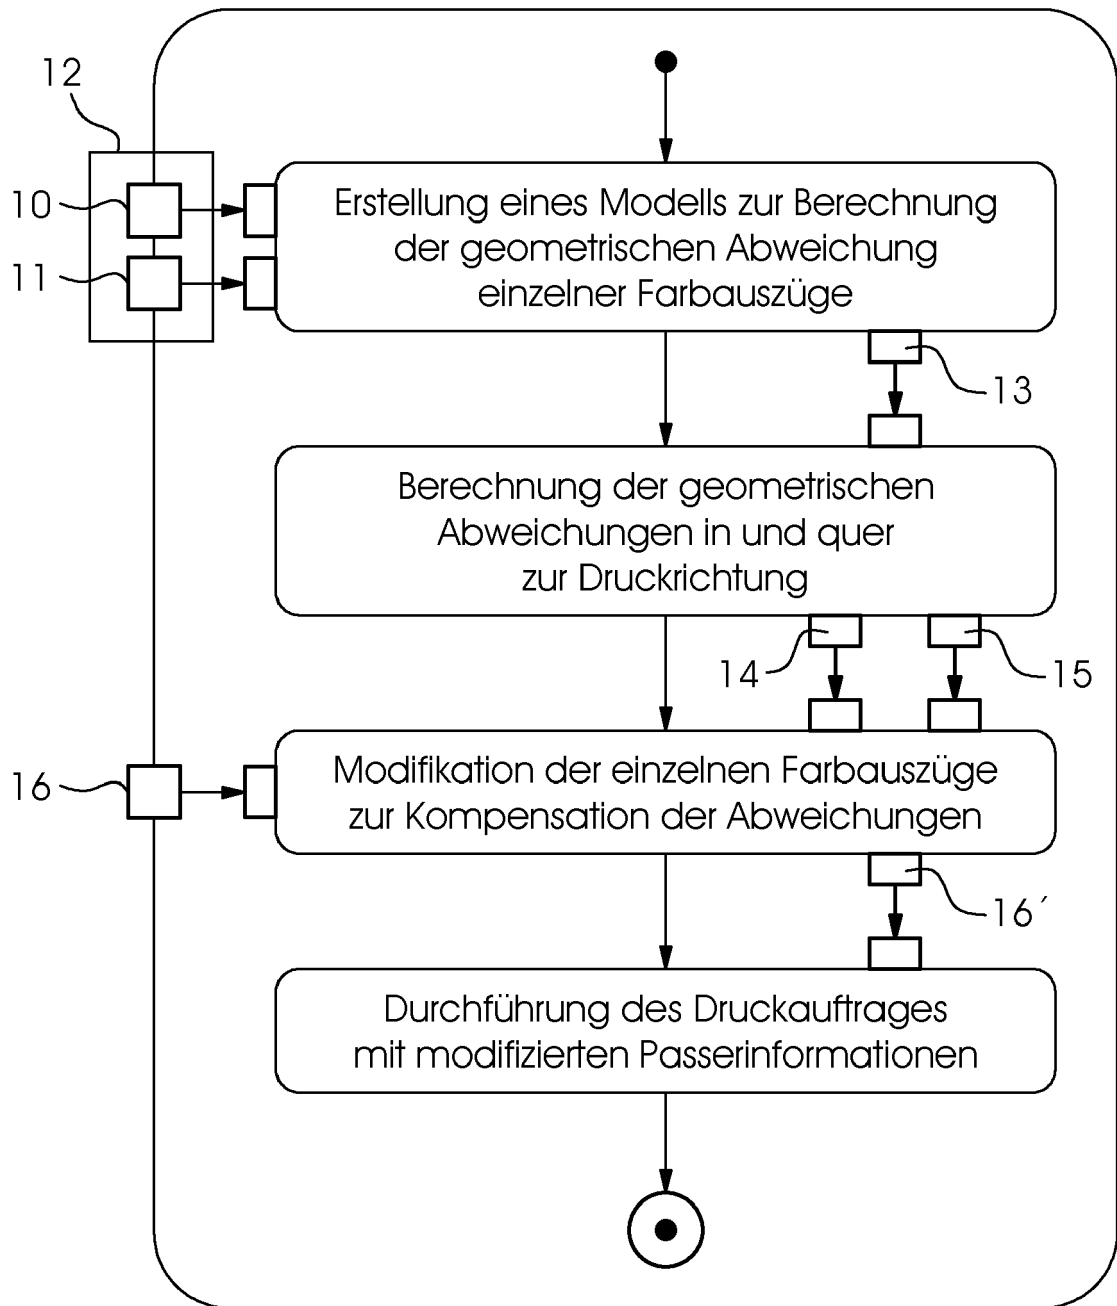 12
10
11
Erstellung eines Modells zur Berechnung
der geometrischen Abweichung
einzelner Farbauszüge
13
Berechnung der geometrischen
Abweichungen in und quer
zur Druckrichtung
14
15
16
Modifikation der einzelnen Farbauszüge
zur Kompensation der Abweichungen
16´
Durchführung des Druckauftrages
mit modifizierten Passerinformationen